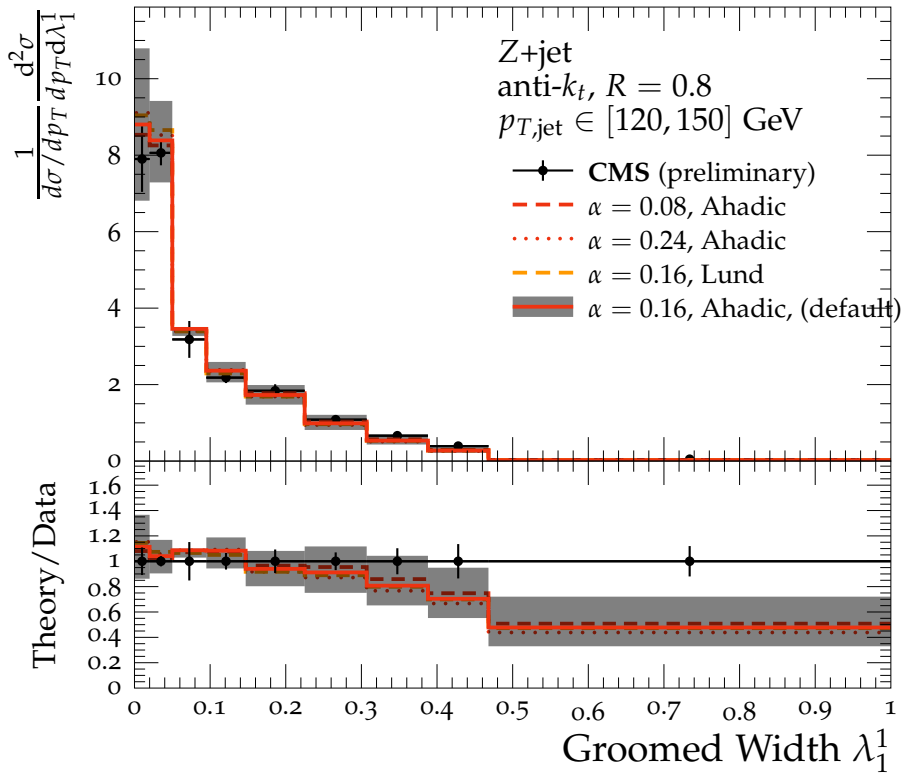 1/(dσ/dp_T) d²σ/(dp_T dλ₁¹)
Z+jet
anti-k_t, R = 0.8
p_T,jet ∈ [120, 150] GeV
CMS (preliminary)
α = 0.08, Ahadic
α = 0.24, Ahadic
α = 0.16, Lund
α = 0.16, Ahadic, (default)
10
8
6
4
2
0
Theory/Data
1.6
1.4
1.2
1
0.8
0.6
0.4
0.2
0
0 0.1 0.2 0.3 0.4 0.5 0.6 0.7 0.8 0.9 1
Groomed Width λ₁¹